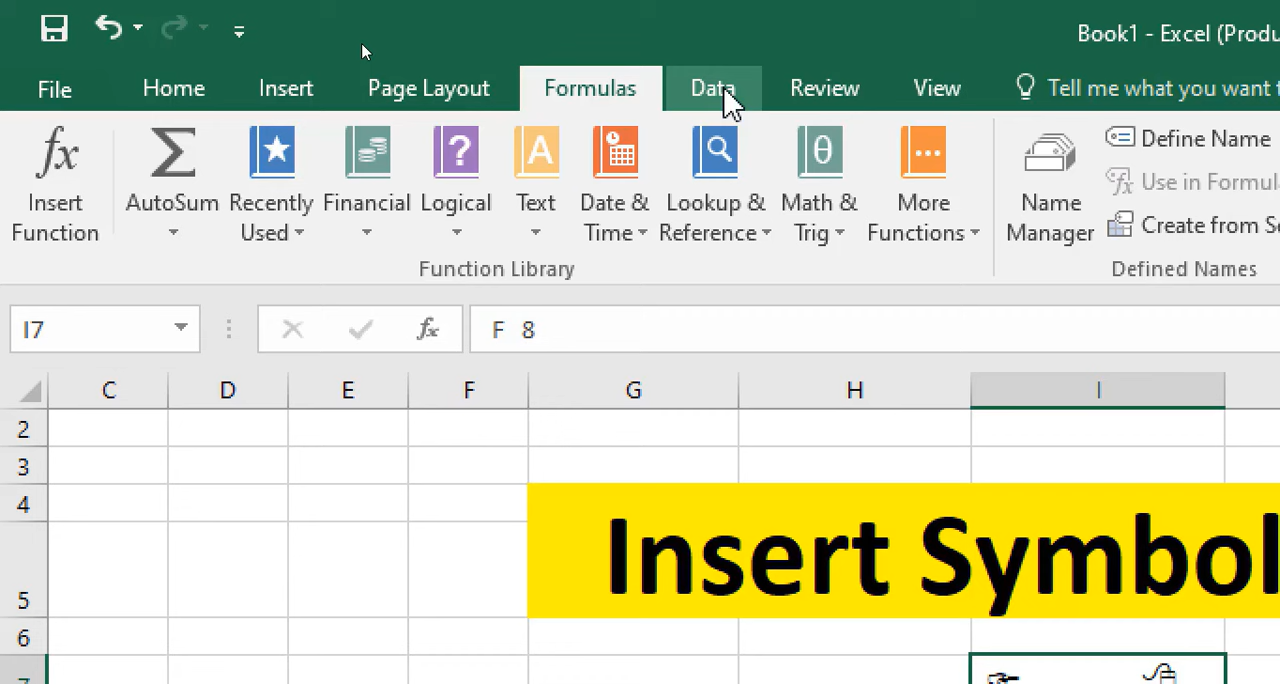 Book1 - Excel (Produ
File Home Insert Page Layout Formulas Data Review View Tell me what you want t
fx
Insert Function
AutoSum
Recently Used
Financial
Logical
A
Text
Date & Time
Lookup & Reference
θ
Math & Trig
More Functions
Name Manager
Define Name
Use in Formul
Create from Se
Function Library
Defined Names
I7
fx
F 8
C D E F G H I
2
3
4
5
Insert Symbol
6
7